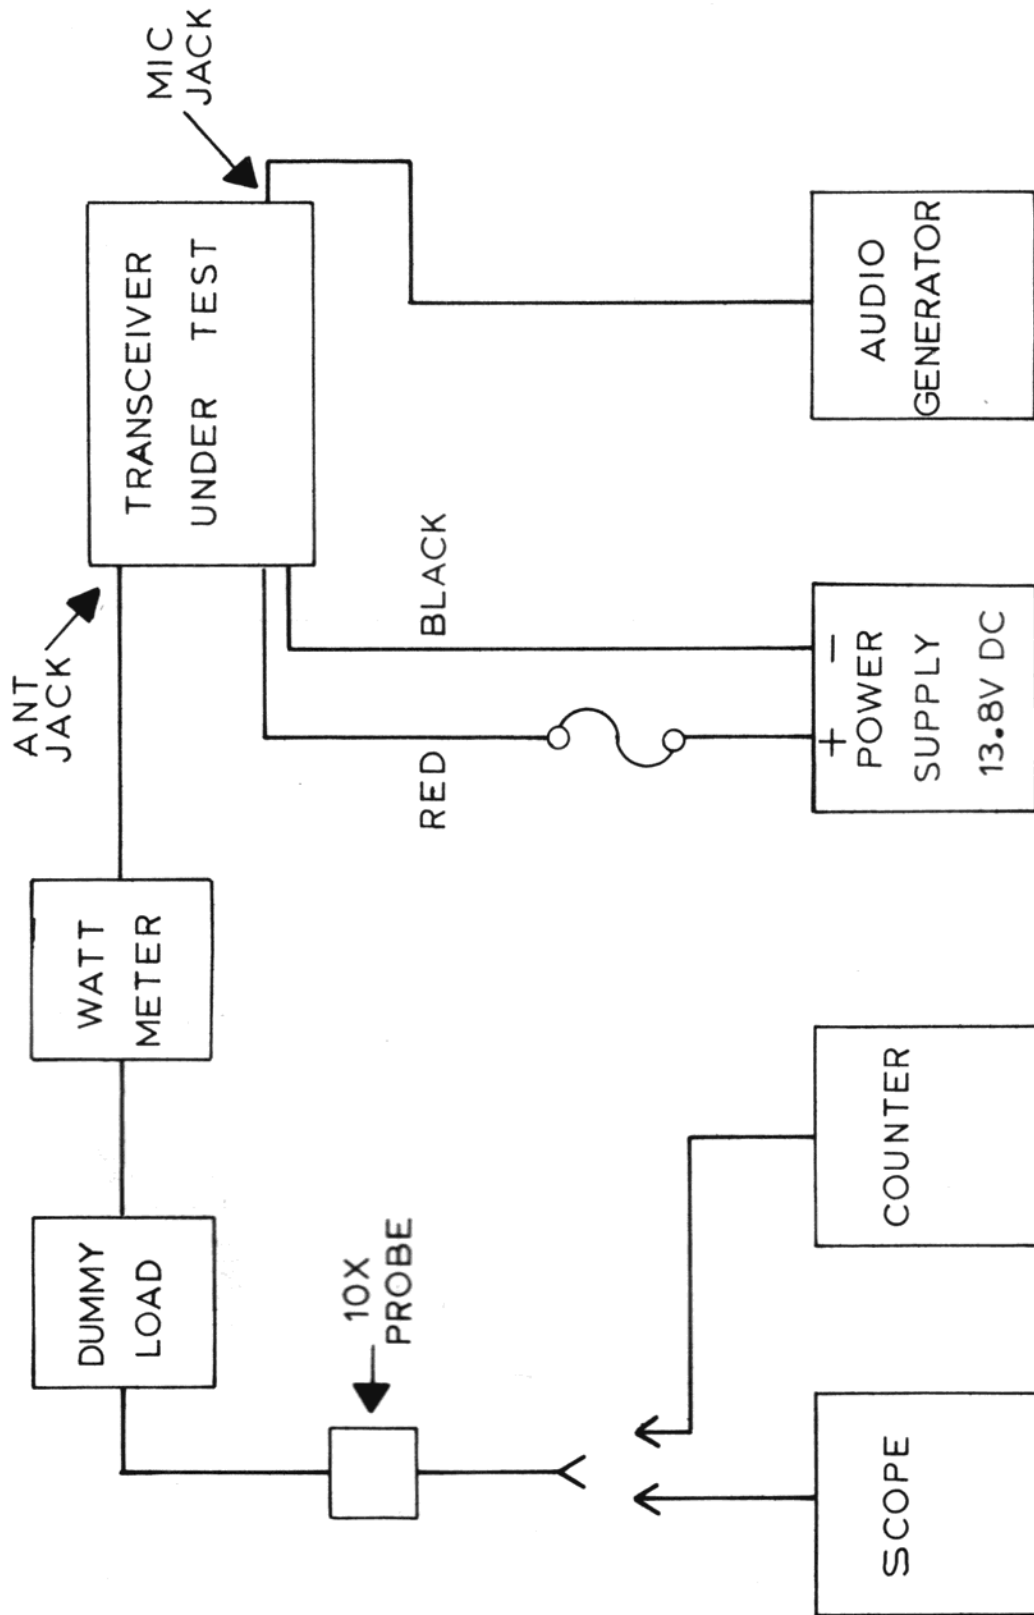 DUMMY
LOAD
WATT
METER
ANT
JACK
TRANSCEIVER
UNDER TEST
MIC
JACK
10X
PROBE
RED
BLACK
SCOPE
COUNTER
+ -
POWER
SUPPLY
13.8V DC
AUDIO
GENERATOR